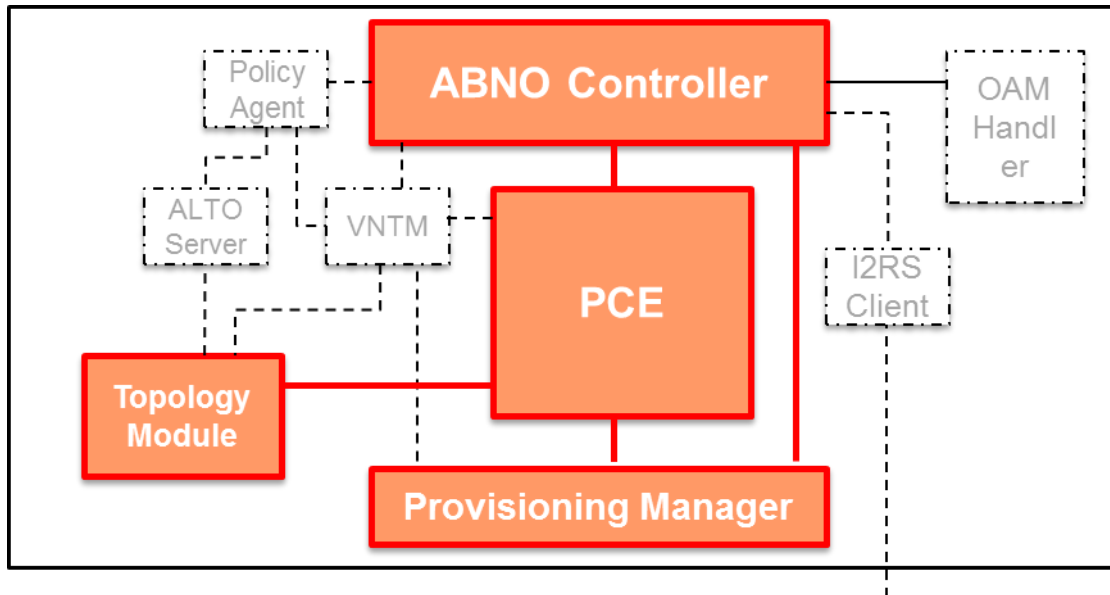 Policy
Agent
ABNO Controller
OAM
Handl
er
ALTO
Server
VNTM
PCE
I2RS
Client
Topology
Module
Provisioning Manager